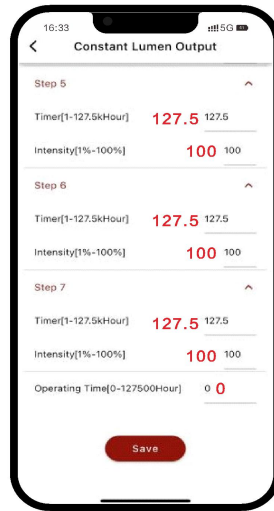 16:33 5G
Constant Lumen Output
Step 5
Timer[1-127.5kHour] 127.5 127.5
Intensity[1%-100%] 100 100
Step 6
Timer[1-127.5kHour] 127.5 127.5
Intensity[1%-100%] 100 100
Step 7
Timer[1-127.5kHour] 127.5 127.5
Intensity[1%-100%] 100 100
Operating Time[0-127500Hour] 0 0
Save